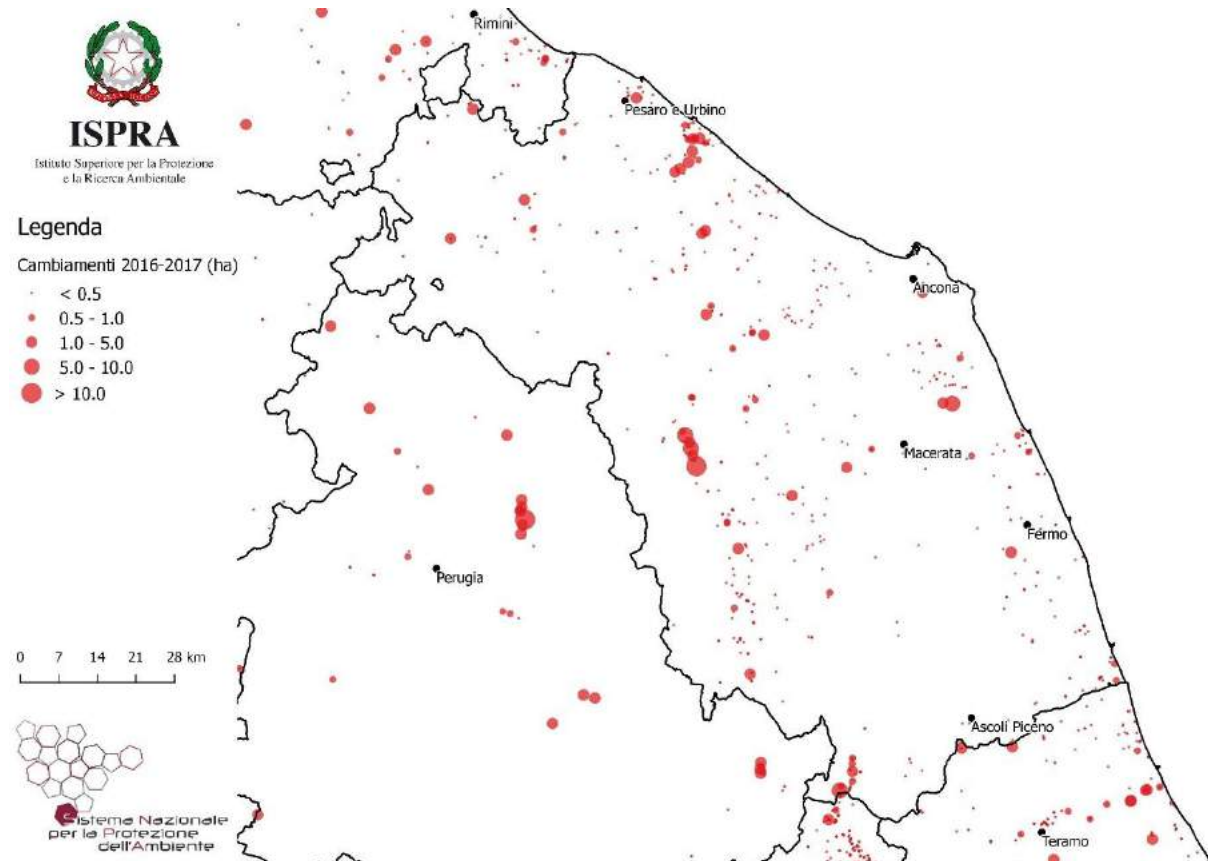 ISPRA
Istituto Superiore per la Protezione
e la Ricerca Ambientale
Legenda
Cambiamenti 2016-2017 (ha)
< 0.5
0.5 - 1.0
1.0 - 5.0
5.0 - 10.0
> 10.0
Rimini
Pesaro e Urbino
Ancona
Macerata
Fermo
Perugia
Ascoli Piceno
Teramo
0 7 14 21 28 km
Sistema Nazionale
per la Protezione
dell'Ambiente